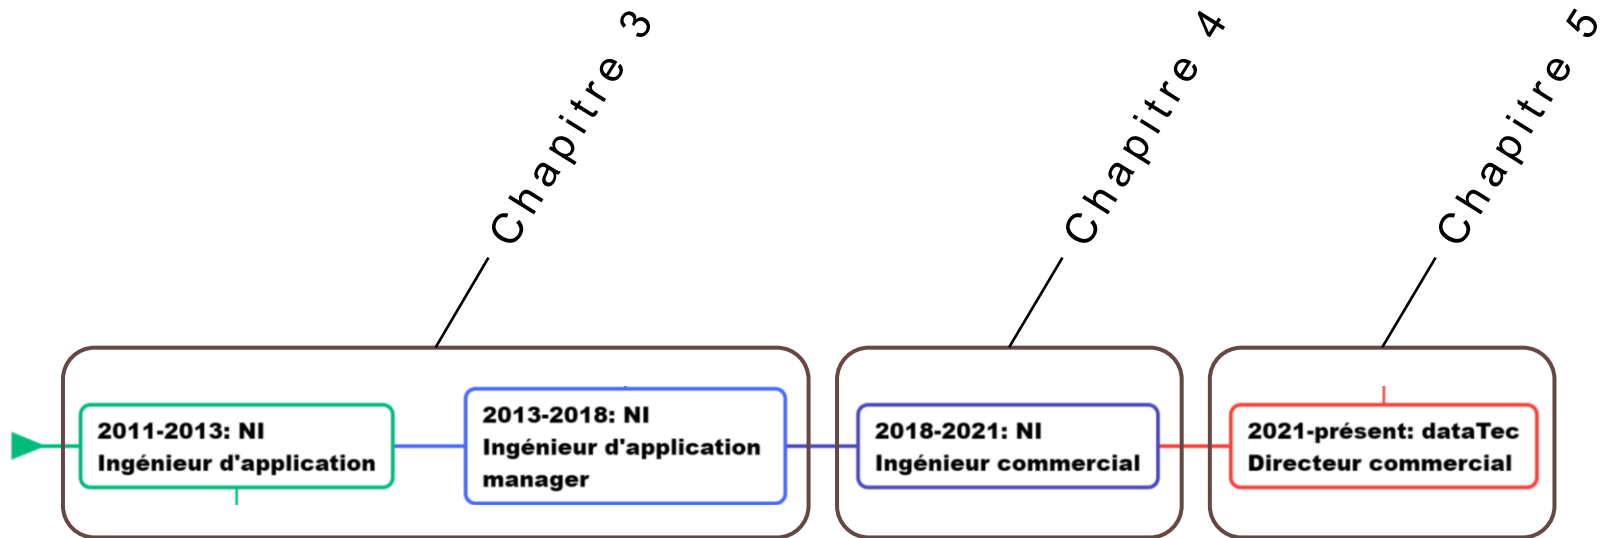 Chapitre 3
Chapitre 4
Chapitre 5
2011-2013: NI
Ingénieur d'application
2013-2018: NI
Ingénieur d'application
manager
2018-2021: NI
Ingénieur commercial
2021-présent: dataTec
Directeur commercial